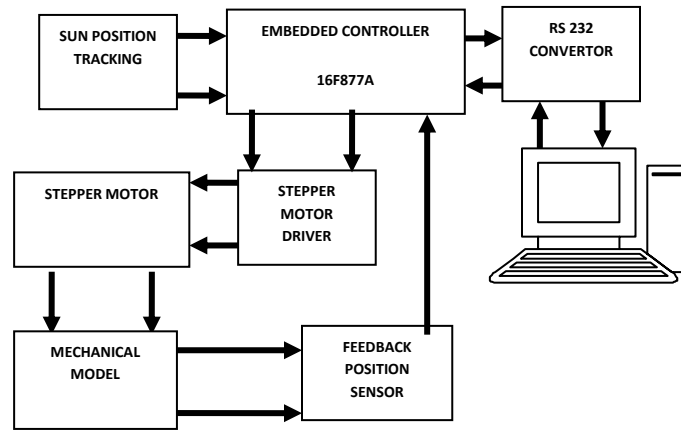 SUN POSITION
TRACKING
EMBEDDED CONTROLLER
16F877A
RS 232
CONVERTOR
STEPPER MOTOR
STEPPER
MOTOR
DRIVER
MECHANICAL
MODEL
FEEDBACK
POSITION
SENSOR